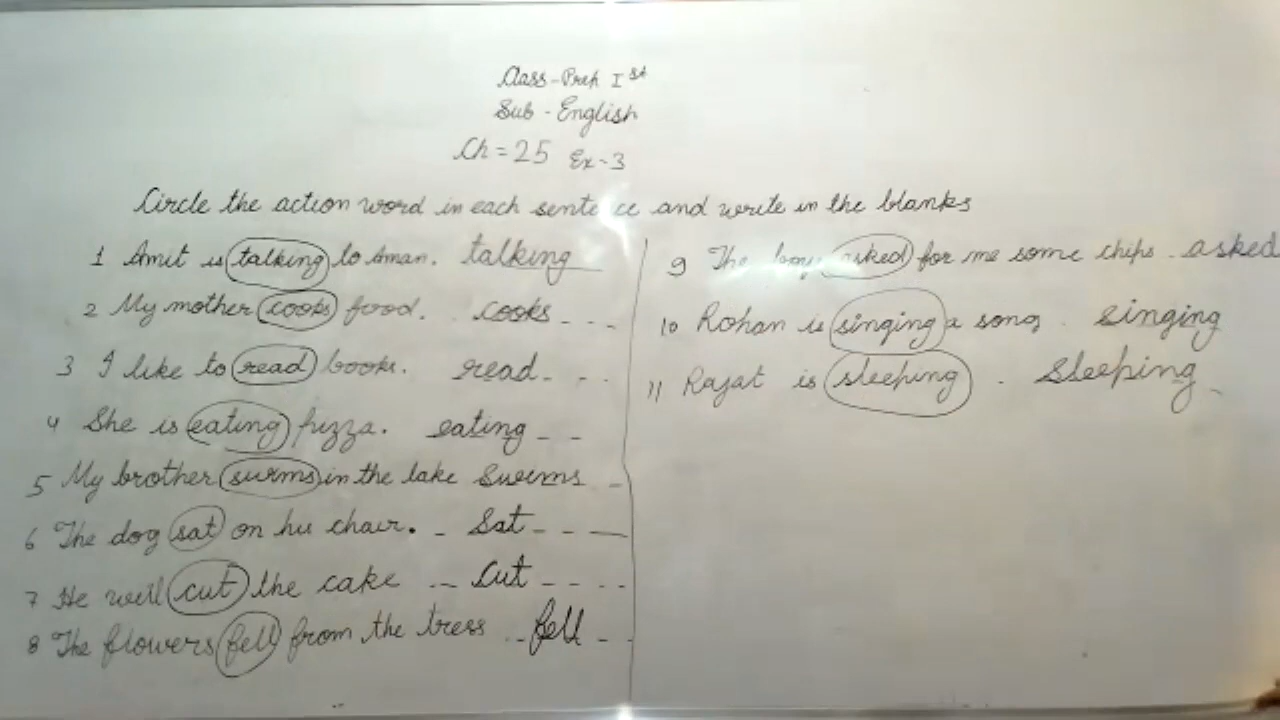 Class - Prep Ist
Sub - English
Ch = 25 Ex - 3
Circle the action word in each sente ce and write in the blanks
1 Amit is talking to Aman. talking
2 My mother cooks food. cooks
3 I like to read books. read
4 She is eating pizza. eating
5 My brother swims in the lake swims
6 The dog sat on his chair. Sat
7 He will cut the cake cut
8 The flowers fell from the tress fell
9 The asked for me some chips. asked
10 Rohan is singing a song. singing
11 Rajat is sleeping. Sleeping